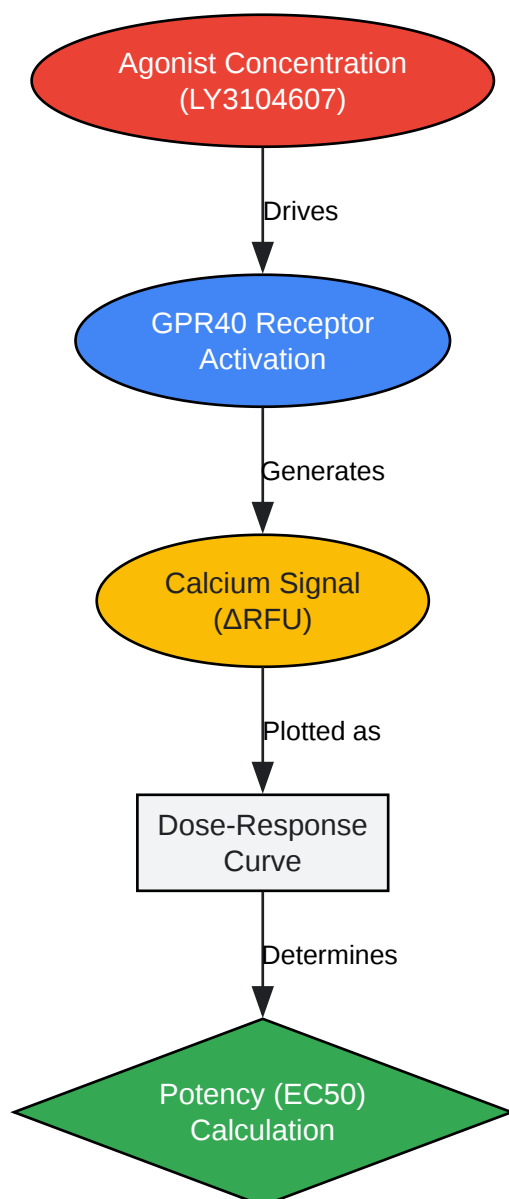 Agonist Concentration
(LY3104607)
Drives
GPR40 Receptor
Activation
Generates
Calcium Signal
(ΔRFU)
Plotted as
Dose-Response
Curve
Determines
Potency (EC50)
Calculation